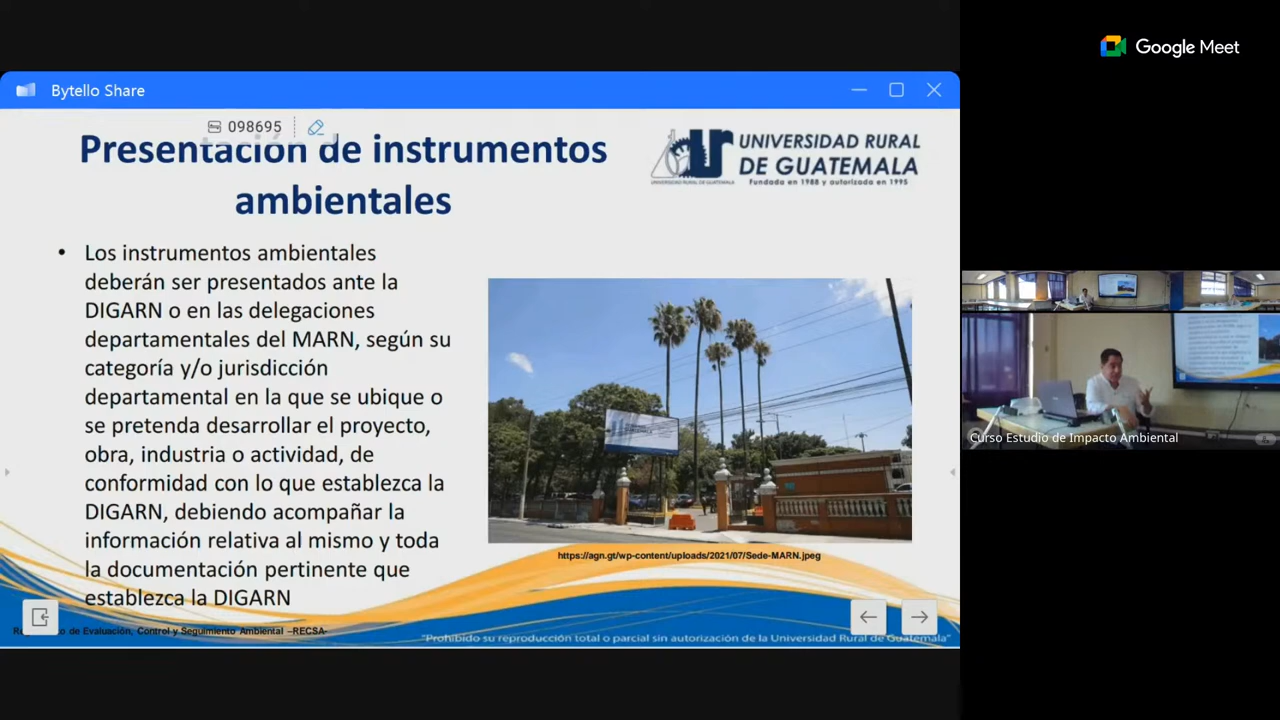 Google Meet
Bytello Share
098695
Presentación de instrumentos
ambientales
UNIVERSIDAD RURAL
DE GUATEMALA
Fundada en 1988 y autorizada en 1995
UNIVERSIDAD RURAL DE GUATEMALA
• Los instrumentos ambientales
deberán ser presentados ante la
DIGARN o en las delegaciones
departamentales del MARN, según su
categoría y/o jurisdicción
departamental en la que se ubique o
se pretenda desarrollar el proyecto,
obra, industria o actividad, de
conformidad con lo que establezca la
DIGARN, debiendo acompañar la
información relativa al mismo y toda
la documentación pertinente que
establezca la DIGARN
https://agn.gt/wp-content/uploads/2021/07/Sede-MARN.jpeg
de Evaluación, Control y Seguimiento Ambiental –RECSA-
"Prohibido su reproducción total o parcial sin autorización de la Universidad Rural de Guatemala"
Curso Estudio de Impacto Ambiental